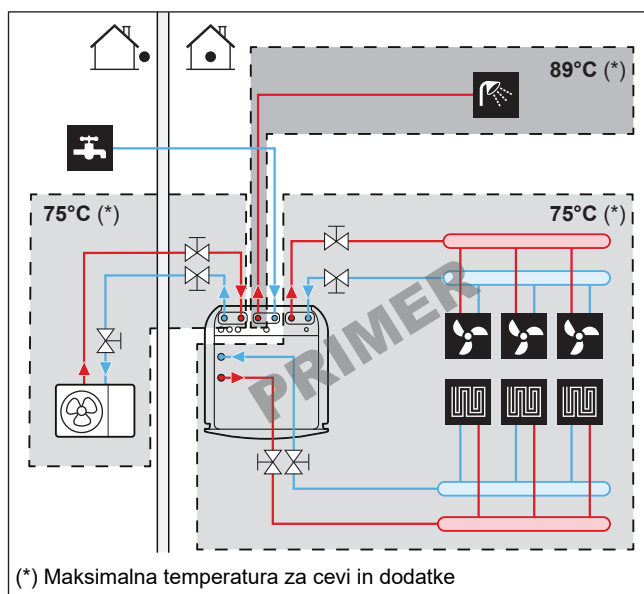 89°C (*)
75°C (*)
75°C (*)
PRIMER
(*) Maksimalna temperatura za cevi in dodatke